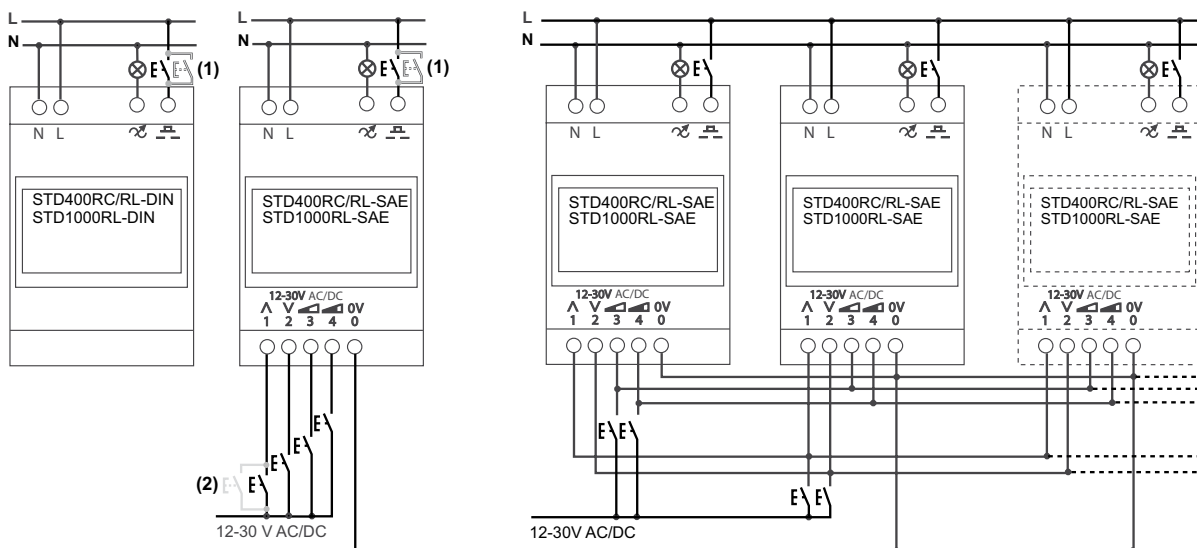 L
N
(1)
N L
STD400RC/RL-DIN
STD1000RL-DIN
L
N
(1)
N L
STD400RC/RL-SAE
STD1000RL-SAE
12-30V AC/DC
0V
1 2 3 4 0
(2)
12-30 V AC/DC
L
N
N L
STD400RC/RL-SAE
STD1000RL-SAE
12-30V AC/DC
0V
1 2 3 4 0
N L
STD400RC/RL-SAE
STD1000RL-SAE
12-30V AC/DC
0V
1 2 3 4 0
N L
STD400RC/RL-SAE
STD1000RL-SAE
12-30V AC/DC
0V
1 2 3 4 0
12-30V AC/DC